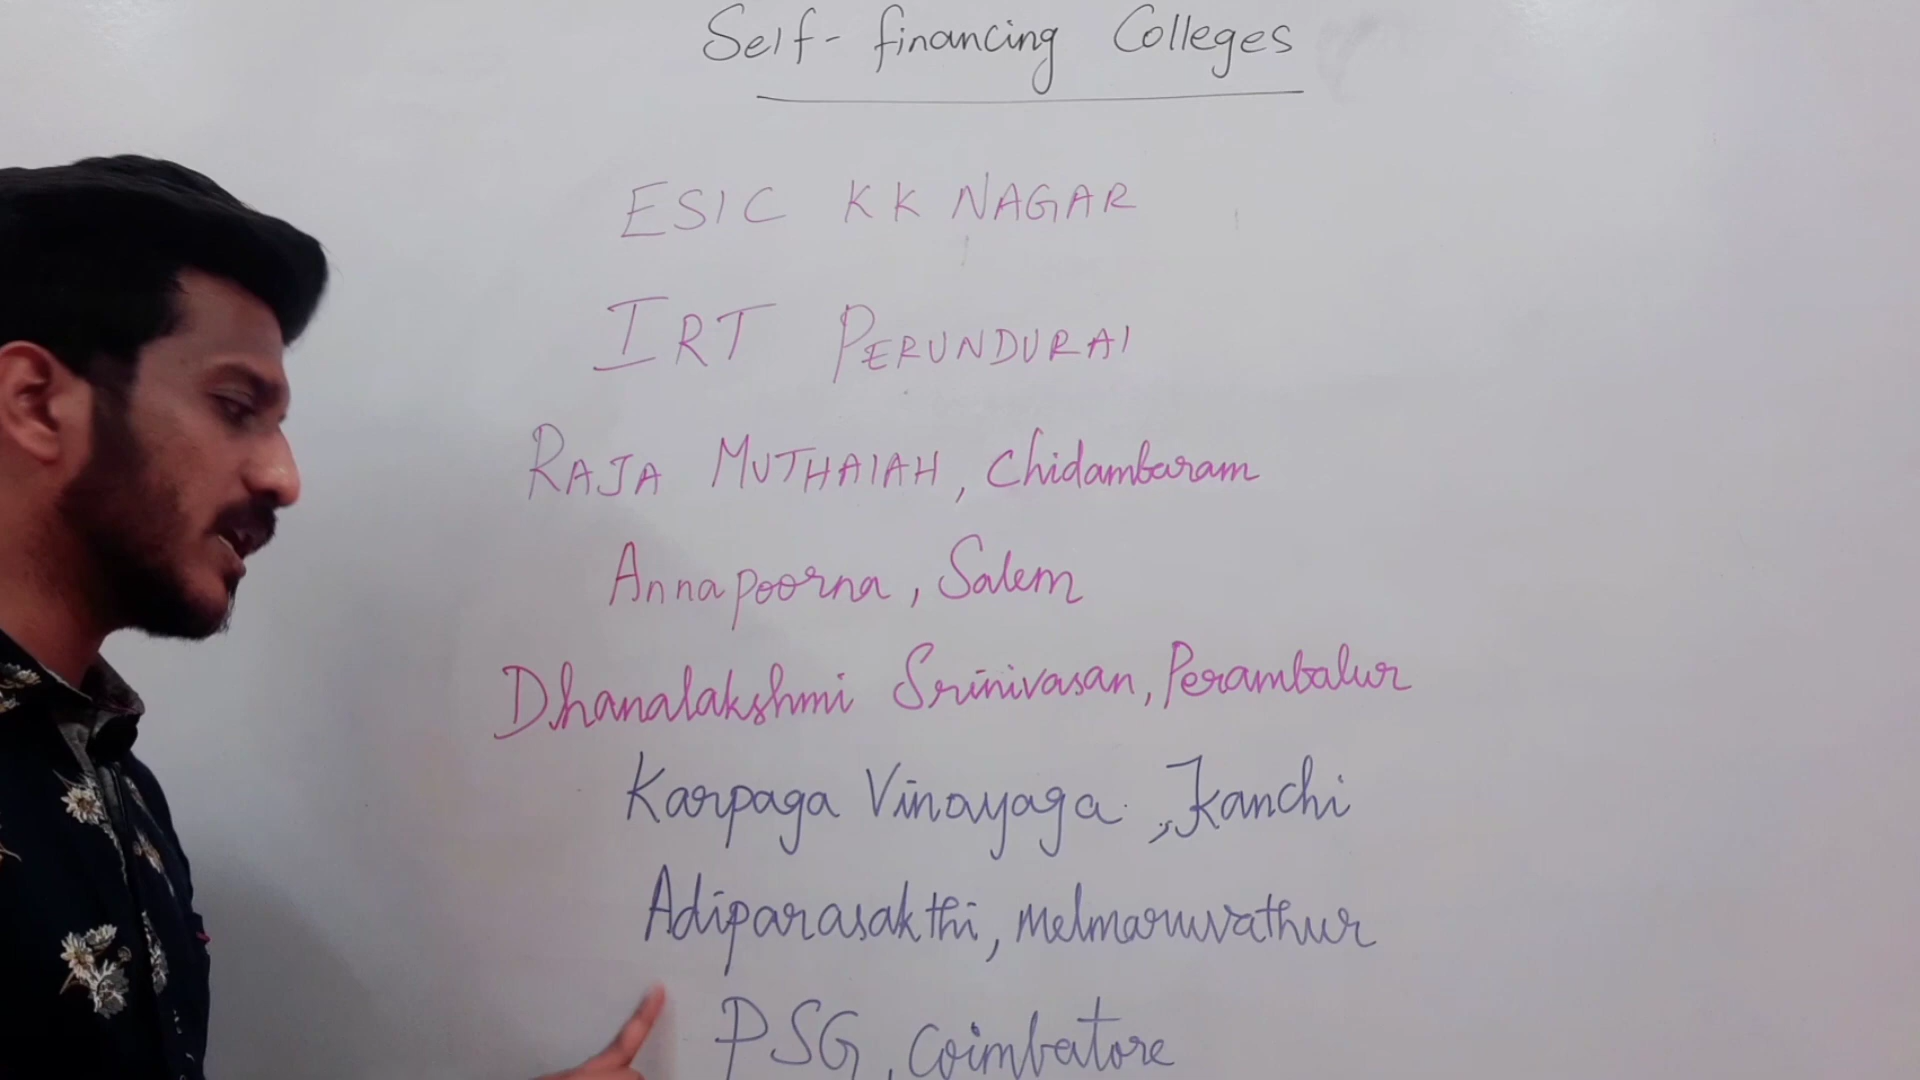 Self-financing Colleges
ESIC KK NAGAR
IRT PERUNDURAI
RAJA MUTHAIAH, Chidambaram
Annapoorna, Salem
Dhanalakshmi Srinivasan, Perambalur
Karpaga Vinayaga, Kanchi
Adiparasakthi, Melmaruvathur
PSG, Coimbatore